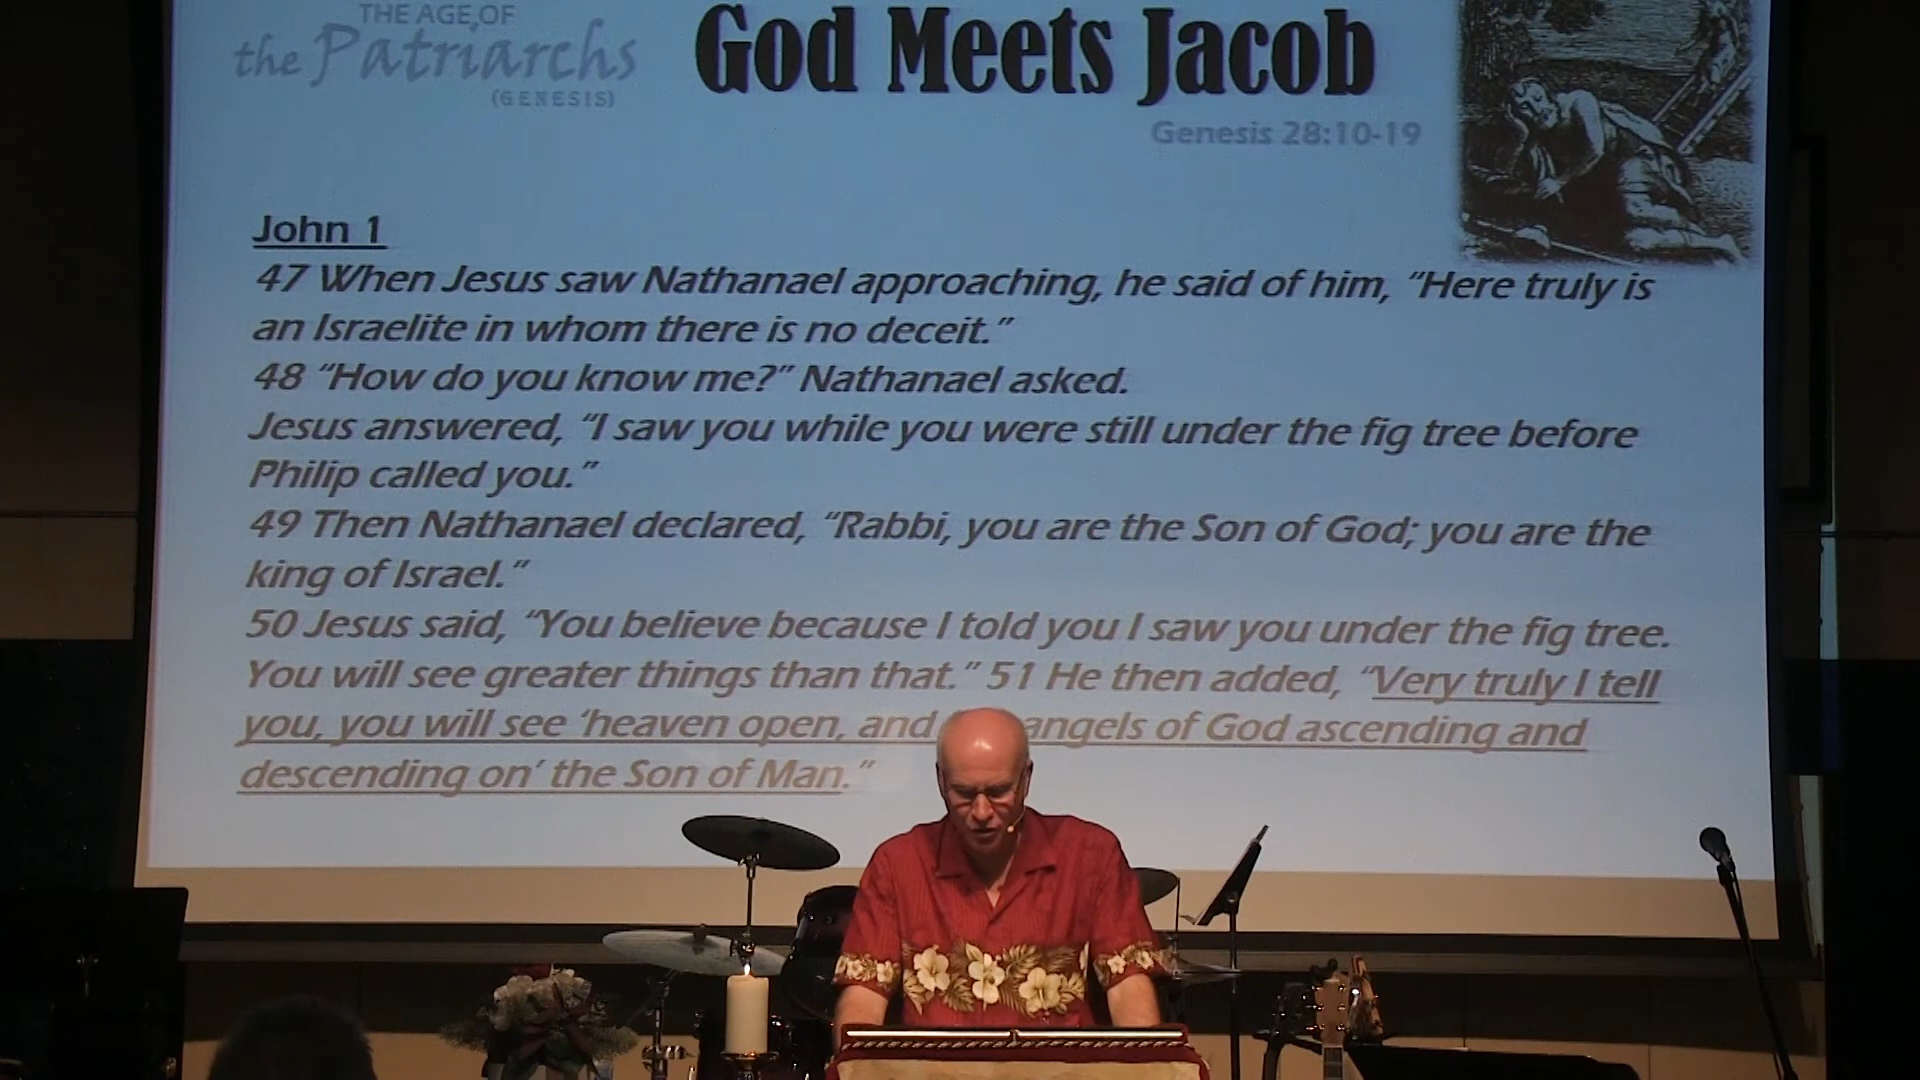 THE AGE OF
the Patriarchs
(GENESIS)
God Meets Jacob
Genesis 28:10-19
John 1
47 When Jesus saw Nathanael approaching, he said of him, “Here truly is
an Israelite in whom there is no deceit.”
48 “How do you know me?” Nathanael asked.
Jesus answered, “I saw you while you were still under the fig tree before
Philip called you.”
49 Then Nathanael declared, “Rabbi, you are the Son of God; you are the
king of Israel.”
50 Jesus said, “You believe because I told you I saw you under the fig tree.
You will see greater things than that.” 51 He then added, “Very truly I tell
you, you will see ‘heaven open, and angels of God ascending and
descending on’ the Son of Man.”